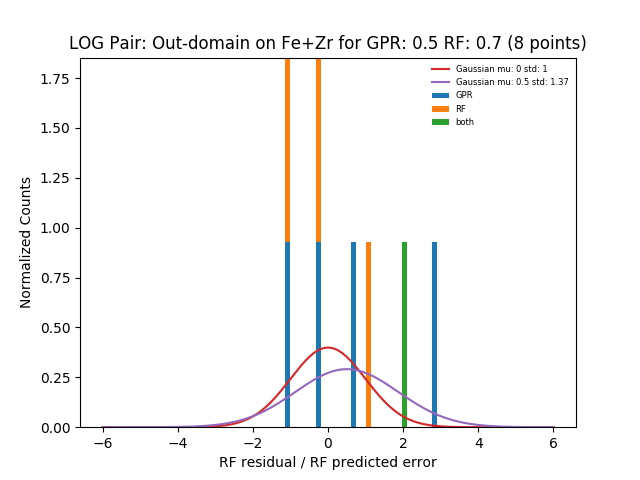 LOG Pair: Out-domain on Fe+Zr for GPR: 0.5 RF: 0.7 (8 points)
Gaussian mu: 0 std: 1
Gaussian mu: 0.5 std: 1.37
GPR
RF
both
1.75
1.50
1.25
1.00
0.75
0.50
0.25
0.00
Normalized Counts
−6 −4 −2 0 2 4 6
RF residual / RF predicted error